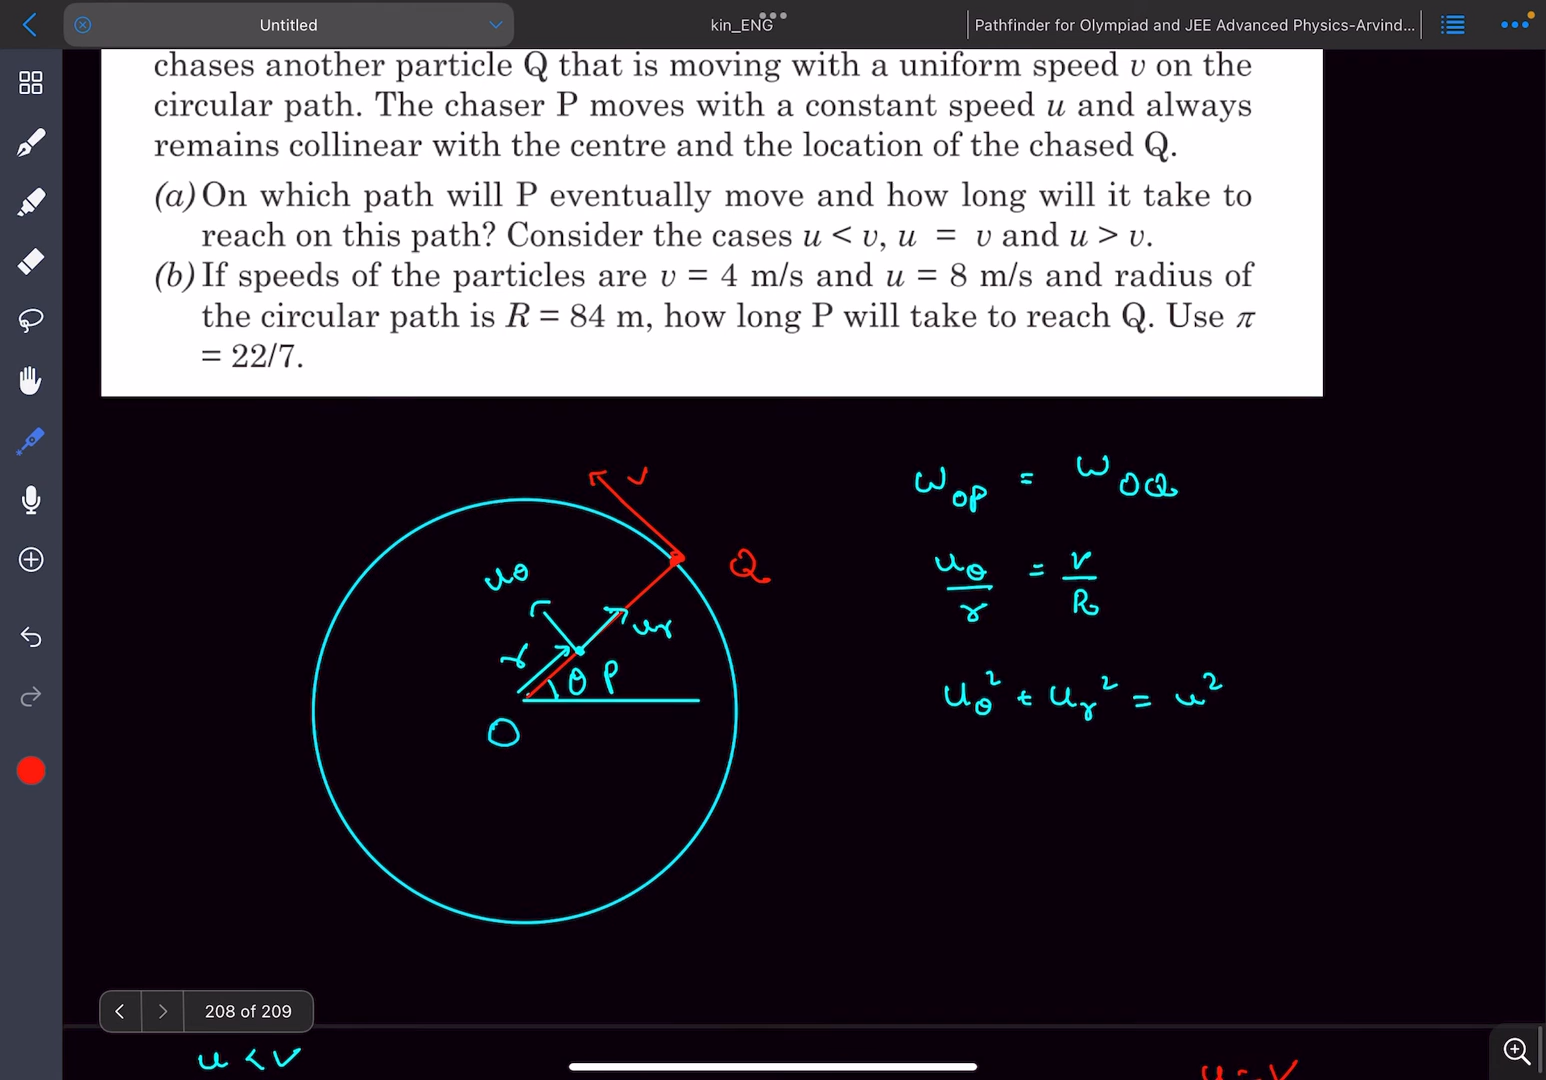 Untitled
kin_ENG
Pathfinder for Olympiad and JEE Advanced Physics-Arvind...
chases another particle Q that is moving with a uniform speed v on the
circular path. The chaser P moves with a constant speed u and always
remains collinear with the centre and the location of the chased Q.
(a) On which path will P eventually move and how long will it take to
reach on this path? Consider the cases u < v, u = v and u > v.
(b) If speeds of the particles are v = 4 m/s and u = 8 m/s and radius of
the circular path is R = 84 m, how long P will take to reach Q. Use π
= 22/7.
v
Q
uθ
ur
r
θ P
O
ω_OP = ω_OQ
u_θ/r = v/R
u_θ² + u_r² = u²
208 of 209
u < v
u = v